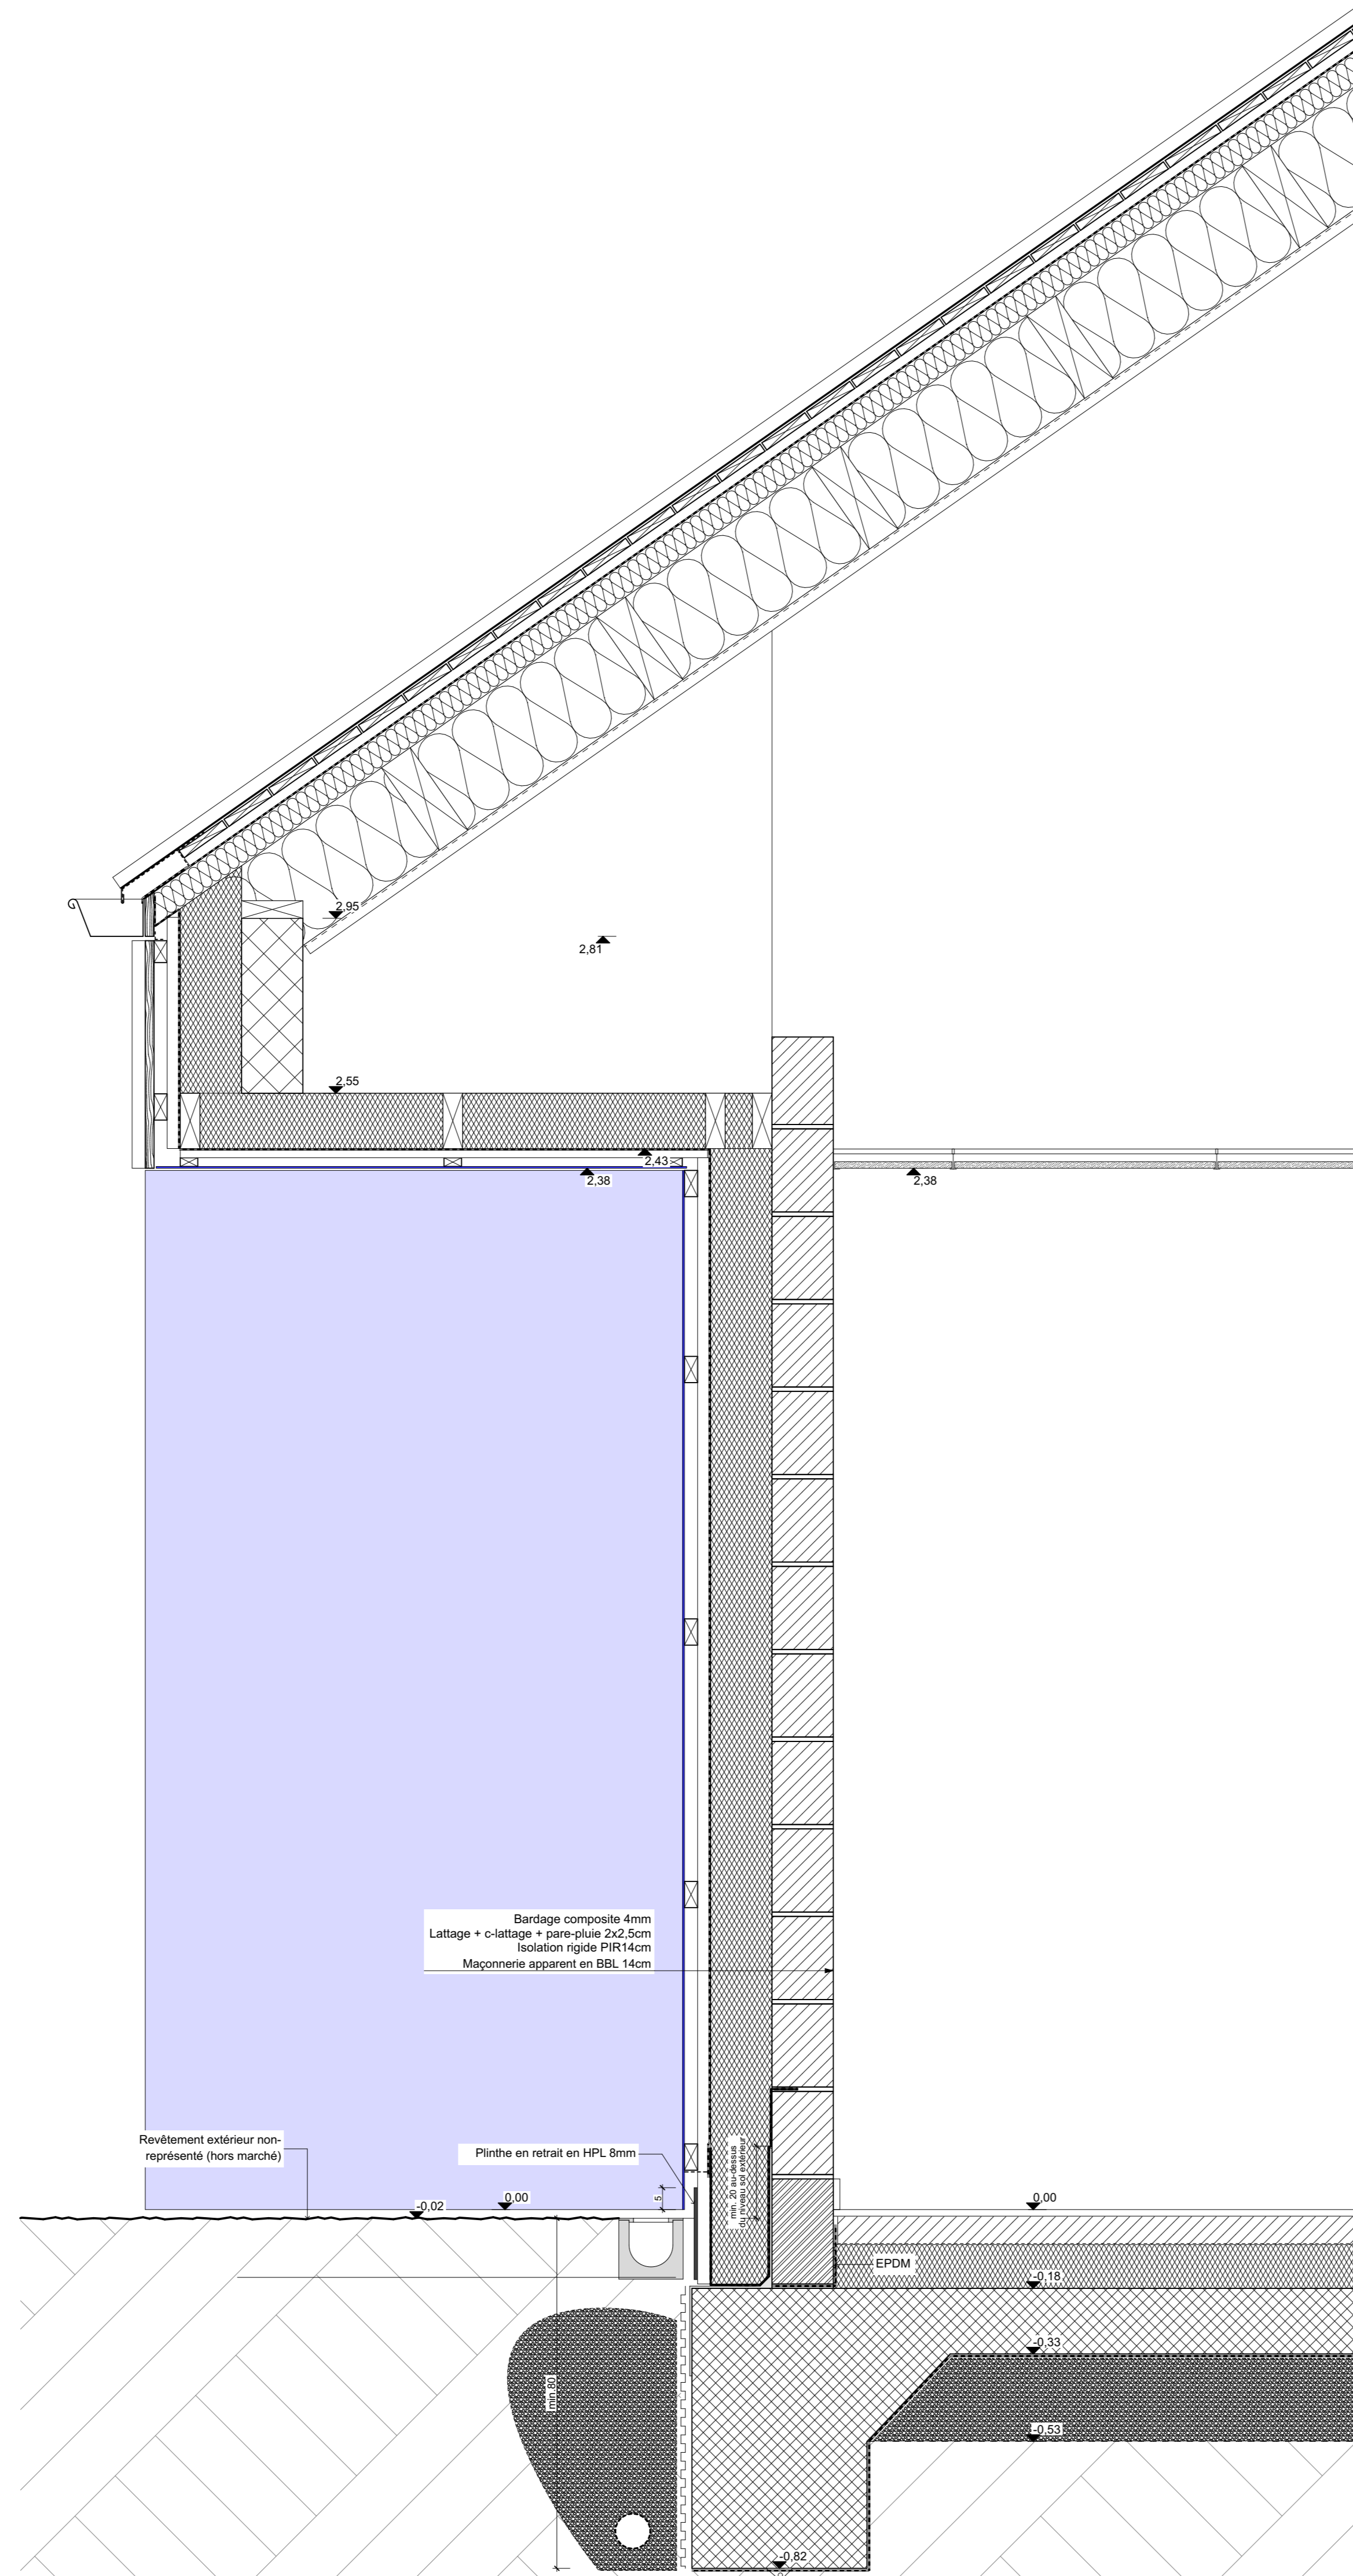 2,95
2,81
2,55
2,43
2,38
2,38
Bardage composite 4mm
Lattage + c-lattage + pare-pluie 2x2,5cm
Isolation rigide PIR14cm
Maçonnerie apparent en BBL 14cm
Revêtement extérieur non-
représenté (hors marché)
Plinthe en retrait en HPL 8mm
min. 20 au-dessus
du niveau sol extérieur
5
-0,02
0,00
0,00
EPDM
-0,18
-0,33
min. 80
-0,53
-0,82